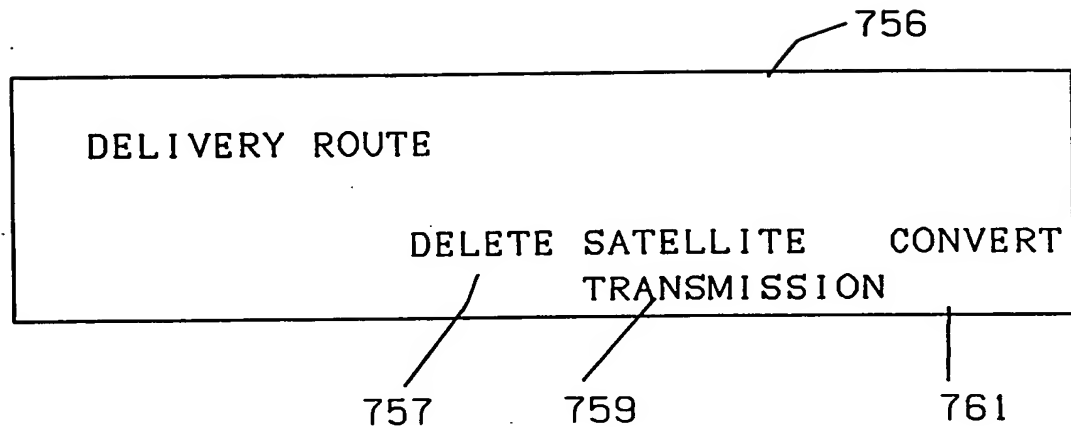 756
DELIVERY ROUTE
DELETE SATELLITE CONVERT
TRANSMISSION
757 759 761